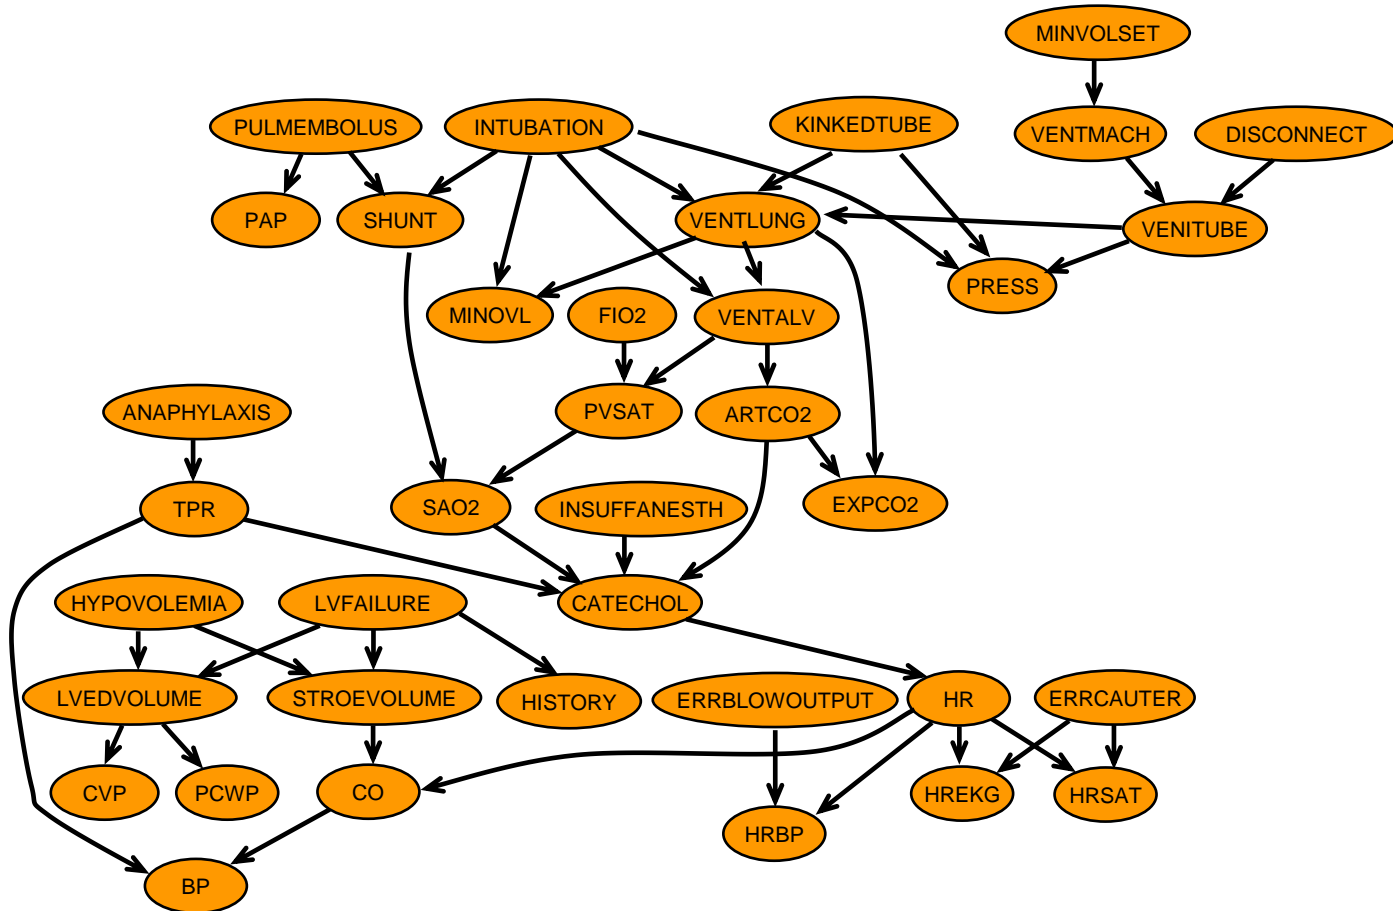 MINVOLSET
PULMEMBOLUS
INTUBATION
KINKEDTUBE
VENTMACH
DISCONNECT
PAP
SHUNT
VENTLUNG
VENITUBE
PRESS
MINOVL
FIO2
VENTALV
ANAPHYLAXIS
PVSAT
ARTCO2
TPR
SAO2
INSUFFANESTH
EXPCO2
HYPOVOLEMIA
LVFAILURE
CATECHOL
LVEDVOLUME
STROEVOLUME
HISTORY
ERRBLOWOUTPUT
HR
ERRCAUTER
CVP
PCWP
CO
HREKG
HRSAT
HRBP
BP